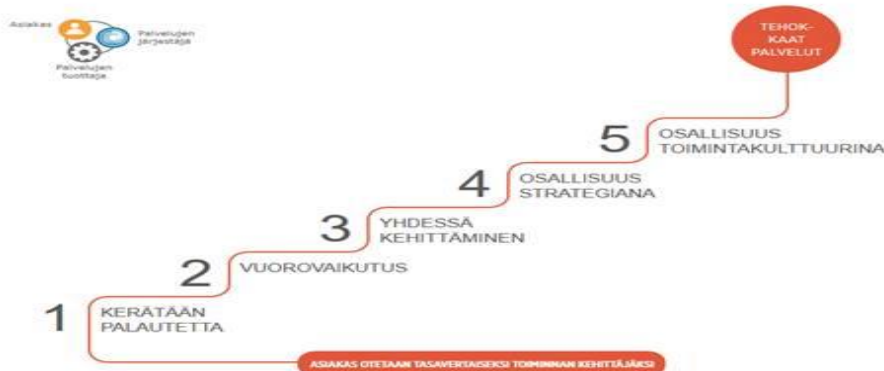 Asiakas
Palvelujen
järjestäjä
Palvelujen
tuottaja
TEHOK-
KAAT
PALVELUT
5
OSALLISUUS
TOIMINTAKULTTUURINA
4
OSALLISUUS
STRATEGIANA
3
YHDESSÄ
KEHITTÄMINEN
2
VUOROVAIKUTUS
1
KERÄTÄÄN
PALAUTETTA
ASIAKAS OTETAAN TASAVERTAISEKSI TOIMINNAN KEHITTÄJÄKSI